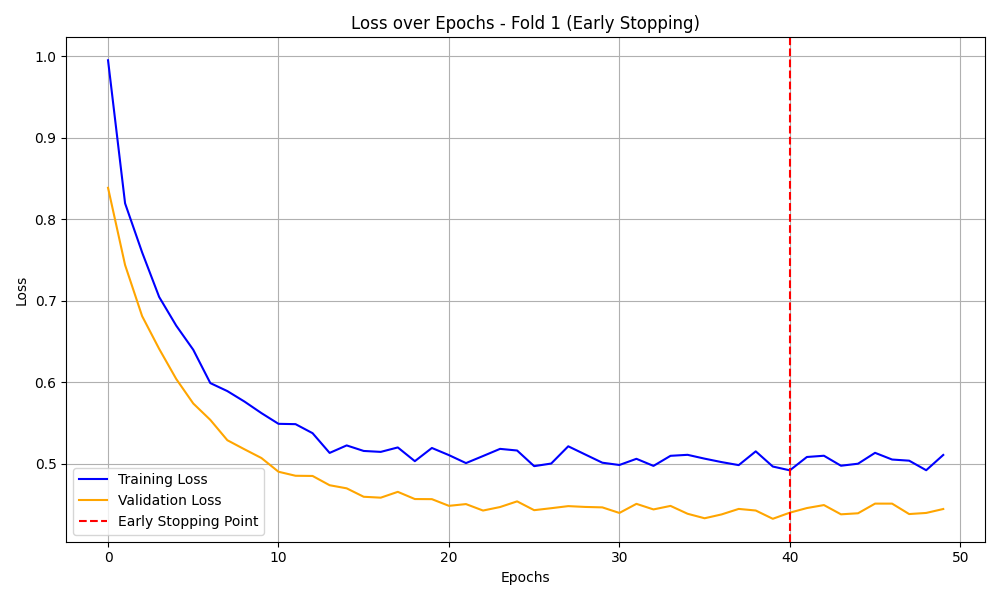 Loss over Epochs - Fold 1 (Early Stopping)
1.0
0.9
0.8
0.7
0.6
0.5
Loss
Training Loss
Validation Loss
Early Stopping Point
0 10 20 30 40 50
Epochs